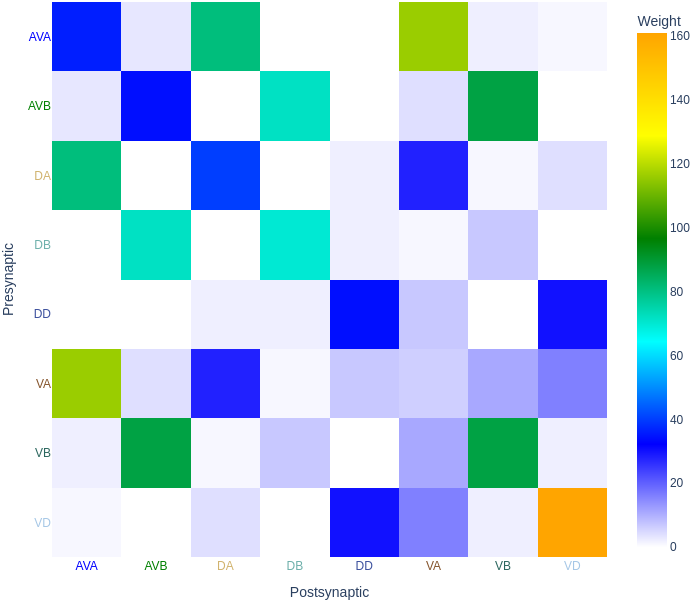 Weight
160
140
120
100
80
60
40
20
0
Presynaptic
AVA
AVB
DA
DB
DD
VA
VB
VD
AVA AVB DA DB DD VA VB VD
Postsynaptic